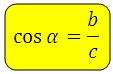 cos α = b/c